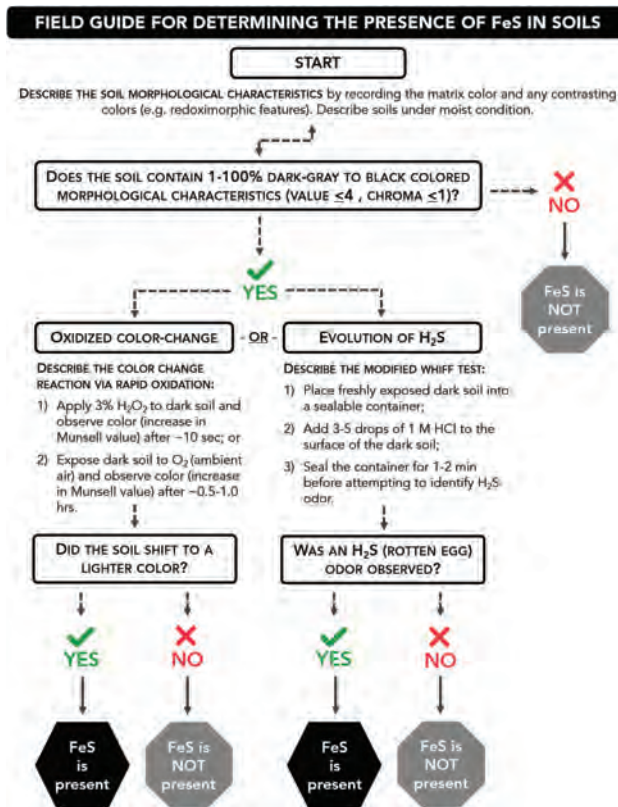 FIELD GUIDE FOR DETERMINING THE PRESENCE OF FeS IN SOILS
START
DESCRIBE THE SOIL MORPHOLOGICAL CHARACTERISTICS by recording the matrix color and any contrasting
colors (e.g. redoximorphic features). Describe soils under moist condition.
DOES THE SOIL CONTAIN 1-100% DARK-GRAY TO BLACK COLORED
MORPHOLOGICAL CHARACTERISTICS (VALUE ≤4 , CHROMA ≤1)?
NO
FeS is
NOT
present
YES
OXIDIZED COLOR-CHANGE
- OR -
EVOLUTION OF H₂S
DESCRIBE THE COLOR CHANGE
REACTION VIA RAPID OXIDATION:
1) Apply 3% H₂O₂ to dark soil and
observe color (increase in
Munsell value) after ~10 sec; or
2) Expose dark soil to O₂ (ambient
air) and observe color (increase
in Munsell value) after ~0.5-1.0
hrs.
DESCRIBE THE MODIFIED WHIFF TEST:
1) Place freshly exposed dark soil into
a sealable container;
2) Add 3-5 drops of 1 M HCl to the
surface of the dark soil;
3) Seal the container for 1-2 min
before attempting to identify H₂S
odor.
DID THE SOIL SHIFT TO A
LIGHTER COLOR?
WAS AN H₂S (ROTTEN EGG)
ODOR OBSERVED?
YES
NO
YES
NO
FeS is
is
present
FeS is
NOT
present
FeS
is
present
FeS is
NOT
present